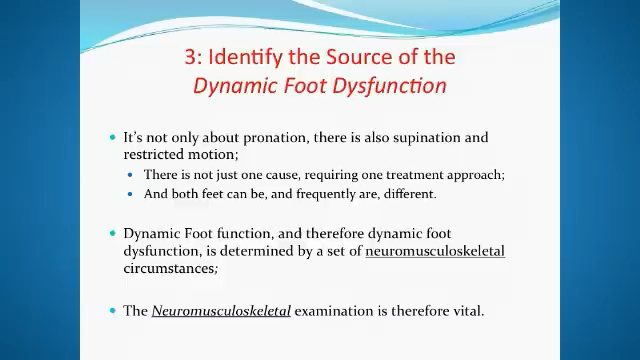 3: Identify the Source of the
Dynamic Foot Dysfunction
• It's not only about pronation, there is also supination and
restricted motion;
• There is not just one cause, requiring one treatment approach;
• And both feet can be, and frequently are, different.
• Dynamic Foot function, and therefore dynamic foot
dysfunction, is determined by a set of neuromusculoskeletal
circumstances;
• The Neuromusculoskeletal examination is therefore vital.